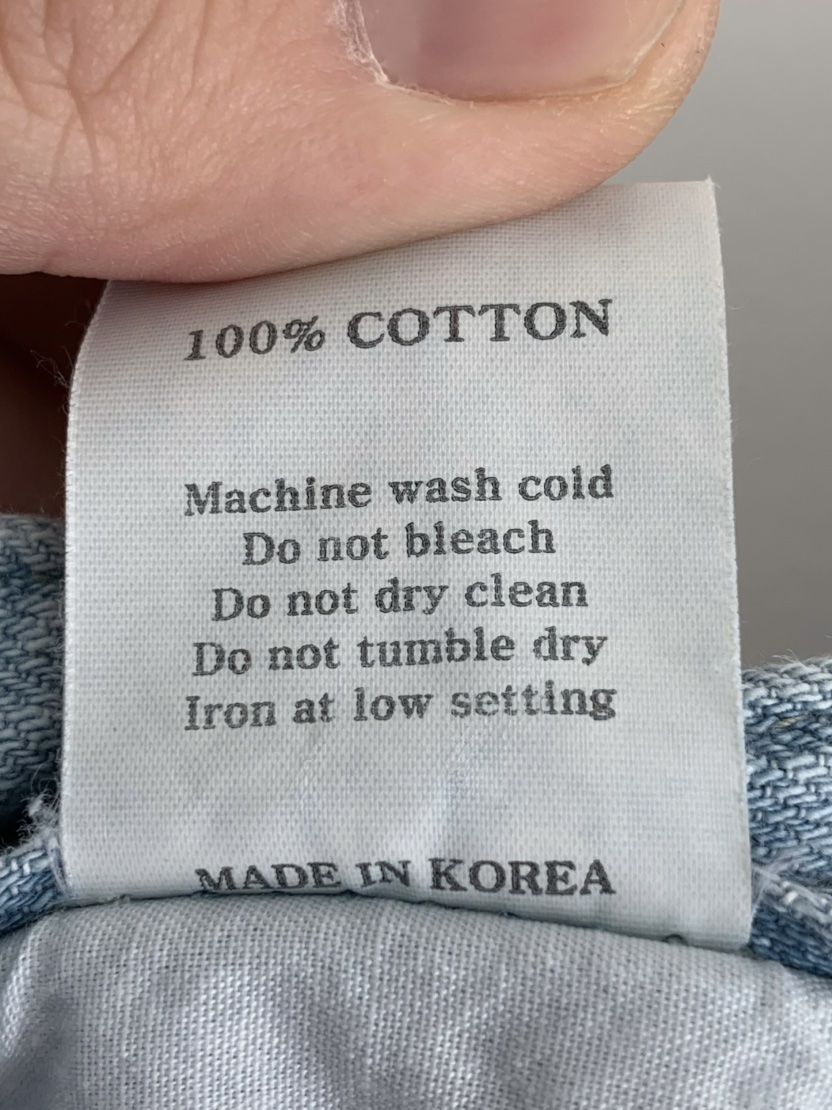 100% COTTON
Machine wash cold
Do not bleach
Do not dry clean
Do not tumble dry
Iron at low setting
MADE IN KOREA